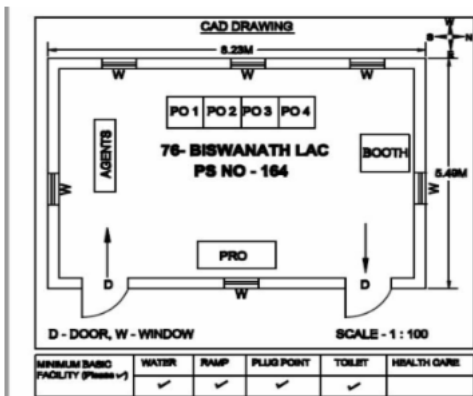 CAD DRAWING
W
S N
E
8.23M
W W W
PO 1 PO 2 PO 3 PO 4
AGENTS
76- BISWANATH LAC
PS NO - 164
BOOTH
5.49M
W W
PRO
D D
W
D - DOOR, W - WINDOW SCALE - 1 : 100
MINIMUM BASIC FACILITY (Please ✓) WATER RAMP PLUG POINT TOILET HEALTH CARE
✓ ✓ ✓ ✓